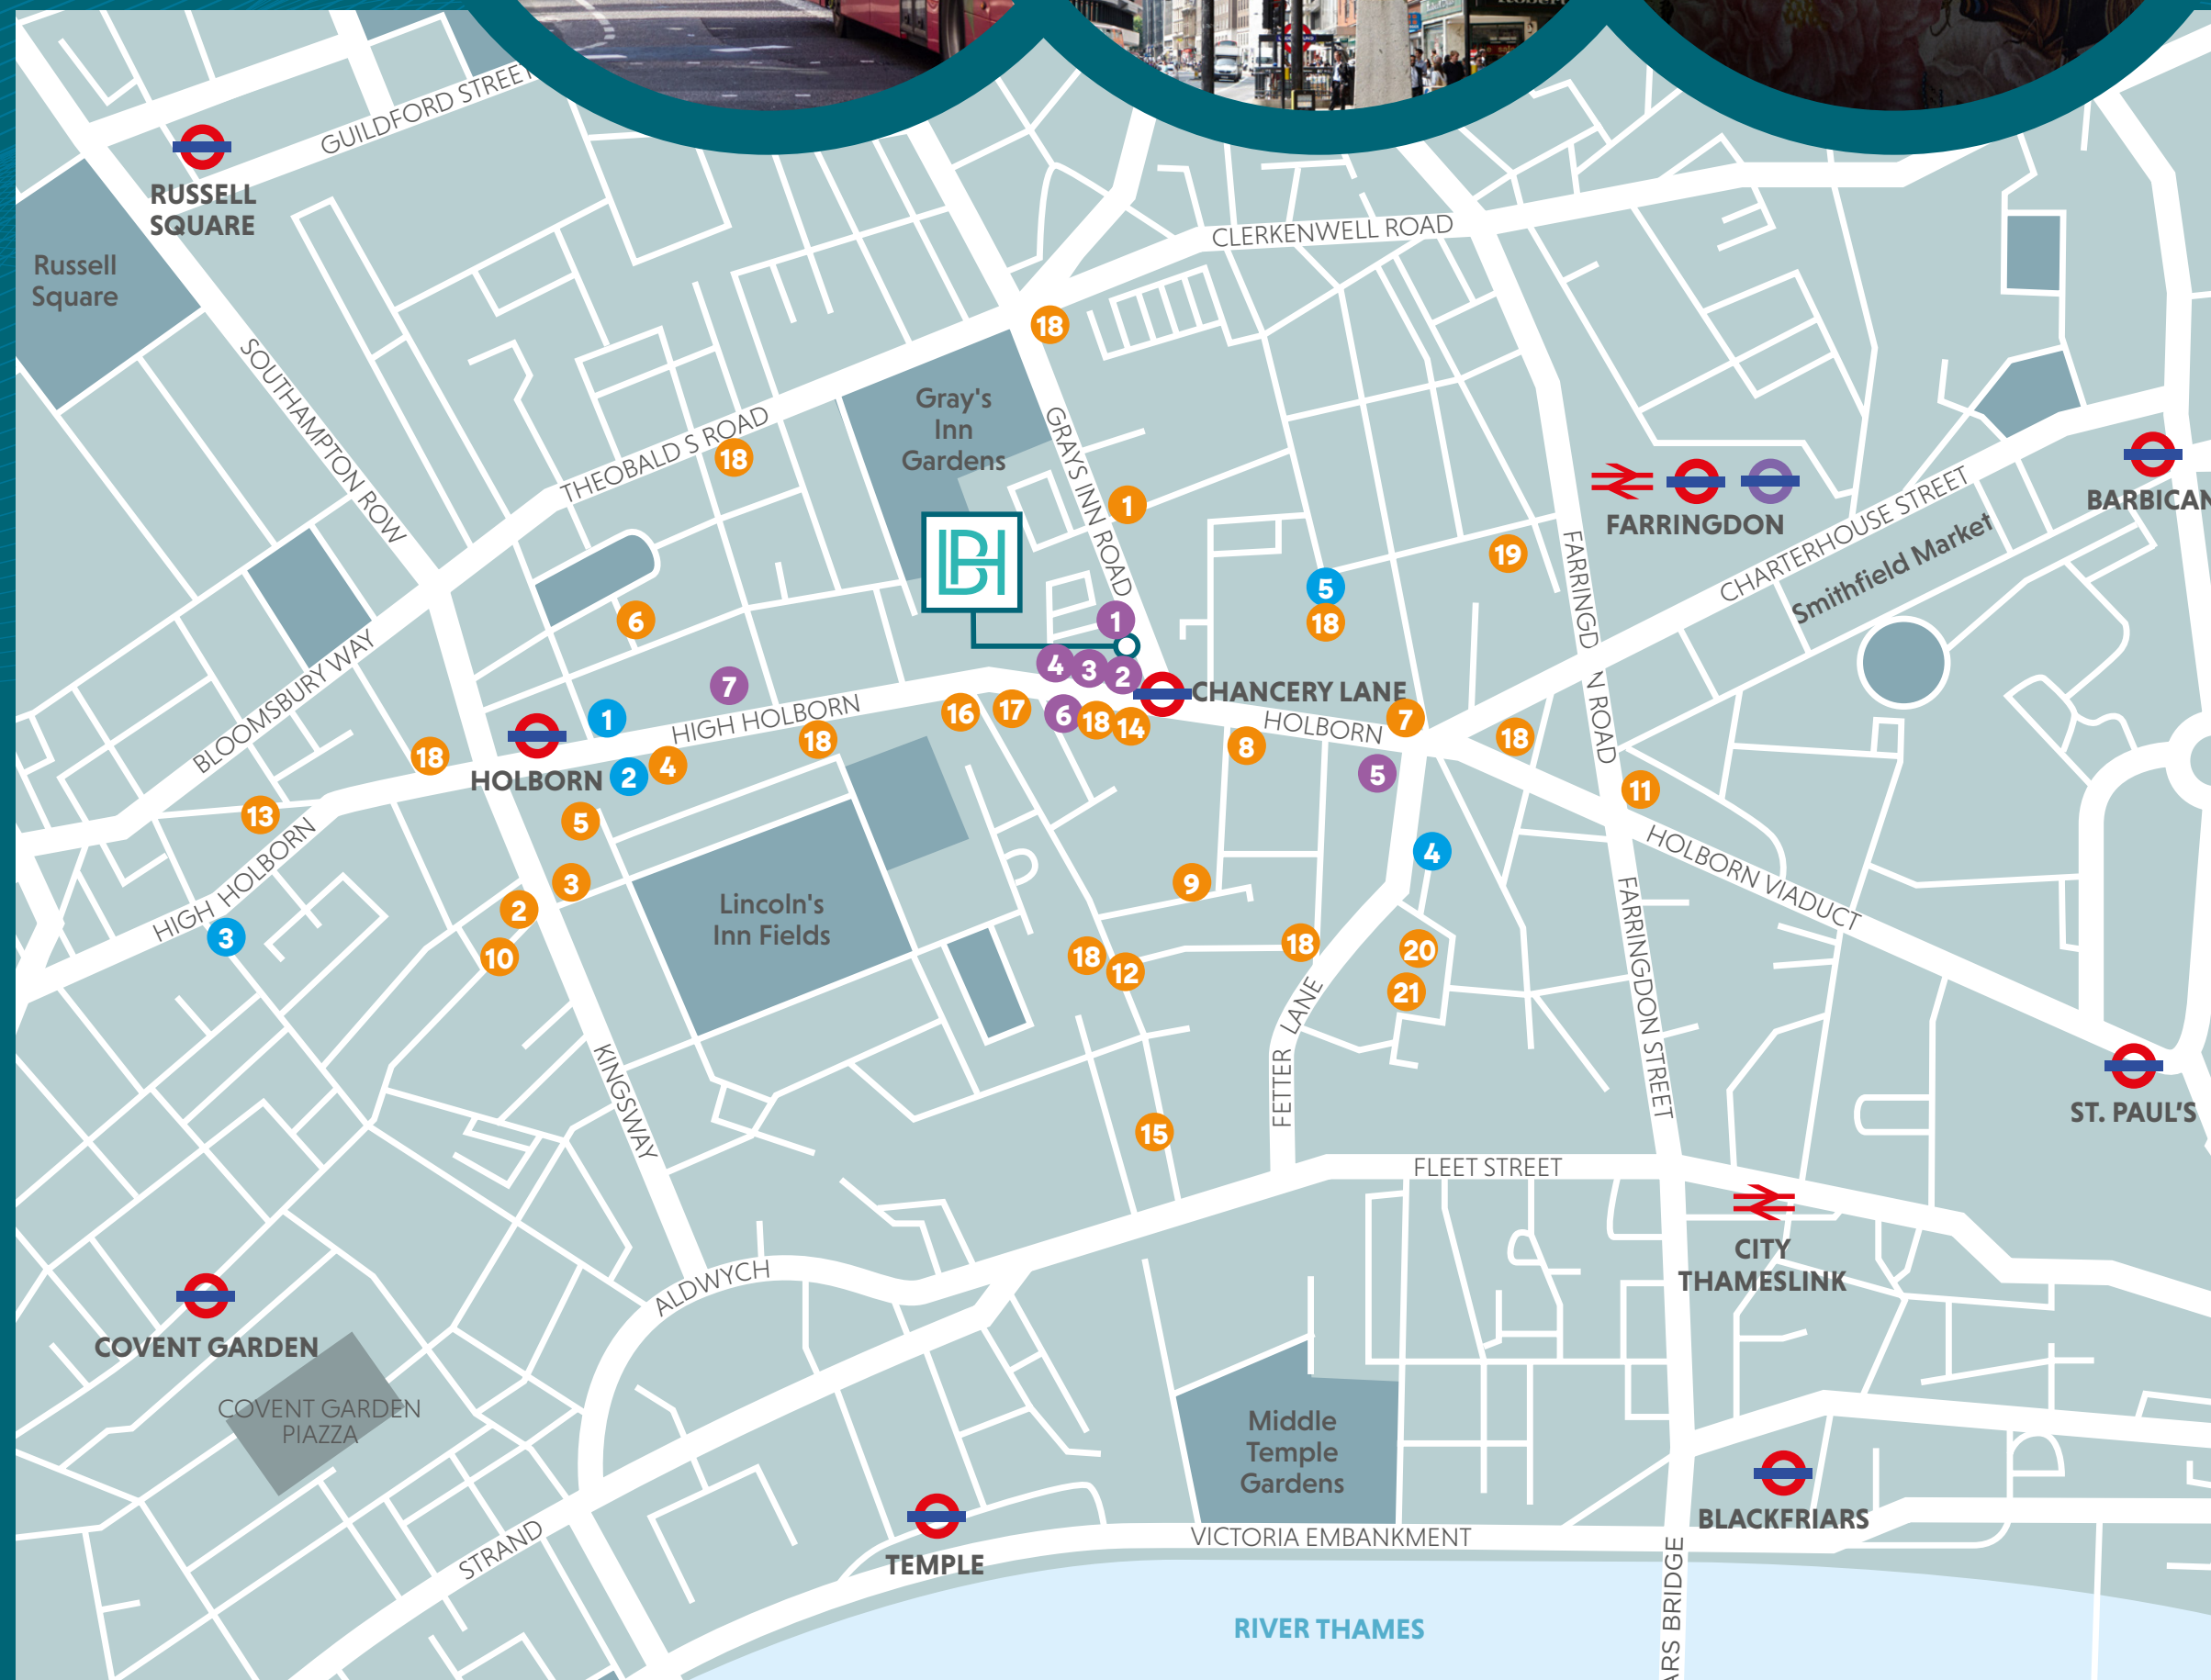 GUILDFORD STREET
RUSSELL
SQUARE
Russell
Square
CLERKENWELL ROAD
18
SOUTHAMPTON ROW
Gray's
Inn
Gardens
GRAYS INN ROAD
THEOBALD S ROAD
18
1
BARBICAN
FARRINGDON
CHARTERHOUSE STREET
Smithfield Market
19
BH
5
18
6
1
4
3
2
7
CHANCERY LANE
FARRINGD N ROAD
BLOOMSBURY WAY
1
HIGH HOLBORN
16
17
6
18
14
HOLBORN
7
18
18
18
8
HOLBORN
2
4
5
11
13
5
HIGH HOLBORN
4
HOLBORN VIADUCT
3
9
2
Lincoln's
Inn Fields
3
10
18
12
18
20
21
FETTER LANE
FARRINGDON STREET
KINGSWAY
ST. PAUL'S
15
FLEET STREET
CITY
THAMESLINK
ALDWYCH
COVENT GARDEN
COVENT GARDEN
PIAZZA
Middle
Temple
Gardens
BLACKFRIARS
STRAND
TEMPLE
VICTORIA EMBANKMENT
RIVER THAMES
ARS BRIDGE